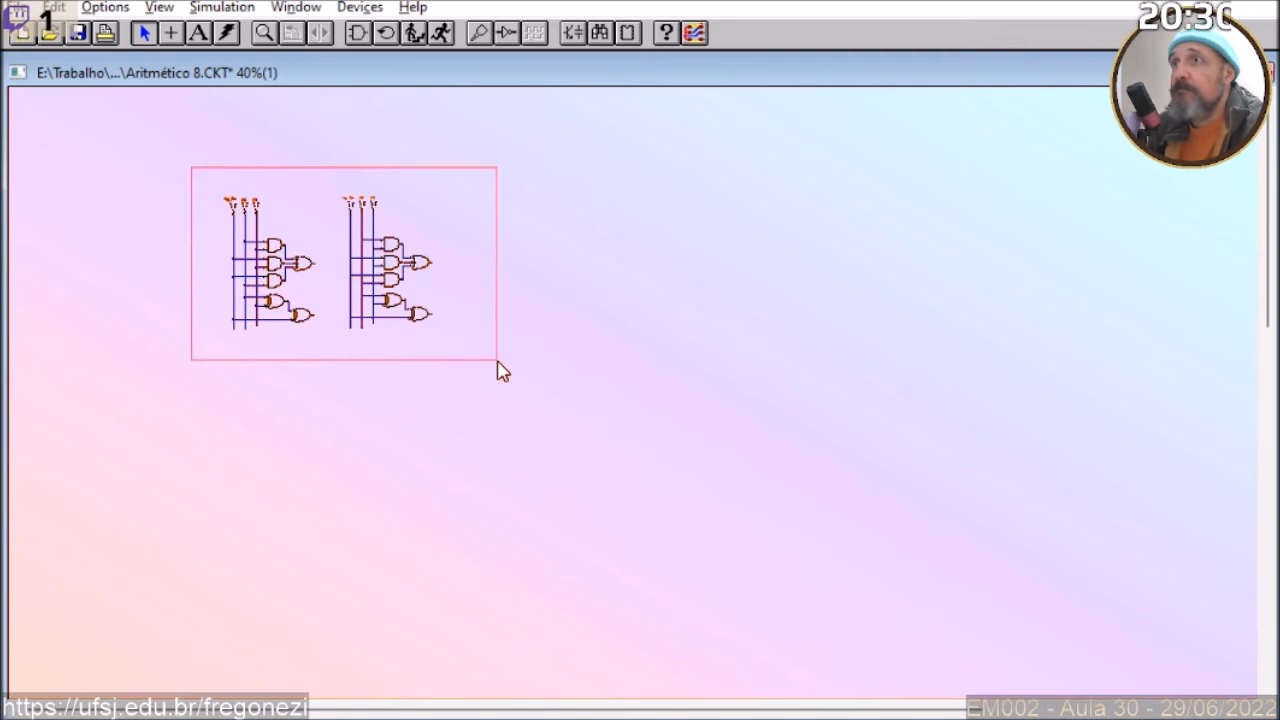 Edit Options View Simulation Window Devices Help
1
20:30
A
?
E:\Trabalho\...\Aritmético 8.CKT* 40%(1)
https://ufsj.edu.br/fregonezi
EM002 - Aula 30 - 29/06/2022